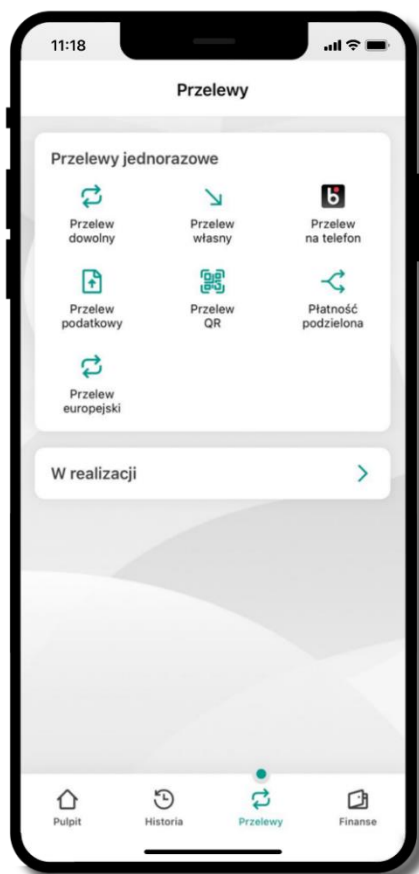 11:18
Przelewy
Przelewy jednorazowe
Przelew
dowolny
Przelew
własny
Przelew
na telefon
Przelew
podatkowy
Przelew
QR
Płatność
podzielona
Przelew
europejski
W realizacji
Pulpit
Historia
Przelewy
Finanse